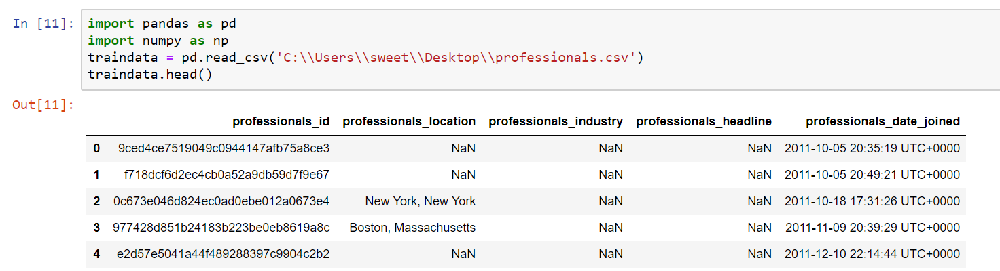 In [11]: import pandas as pd
import numpy as np
traindata = pd.read_csv('C:\\Users\\sweet\\Desktop\\professionals.csv')
traindata.head()
Out[11]:
professionals_id professionals_location professionals_industry professionals_headline professionals_date_joined
0 9ced4ce7519049c0944147afb75a8ce3 NaN NaN NaN 2011-10-05 20:35:19 UTC+0000
1 f718dcf6d2ec4cb0a52a9db59d7f9e67 NaN NaN NaN 2011-10-05 20:49:21 UTC+0000
2 0c673e046d824ec0ad0ebe012a0673e4 New York, New York NaN NaN 2011-10-18 17:31:26 UTC+0000
3 977428d851b24183b223be0eb8619a8c Boston, Massachusetts NaN NaN 2011-11-09 20:39:29 UTC+0000
4 e2d57e5041a44f489288397c9904c2b2 NaN NaN NaN 2011-12-10 22:14:44 UTC+0000